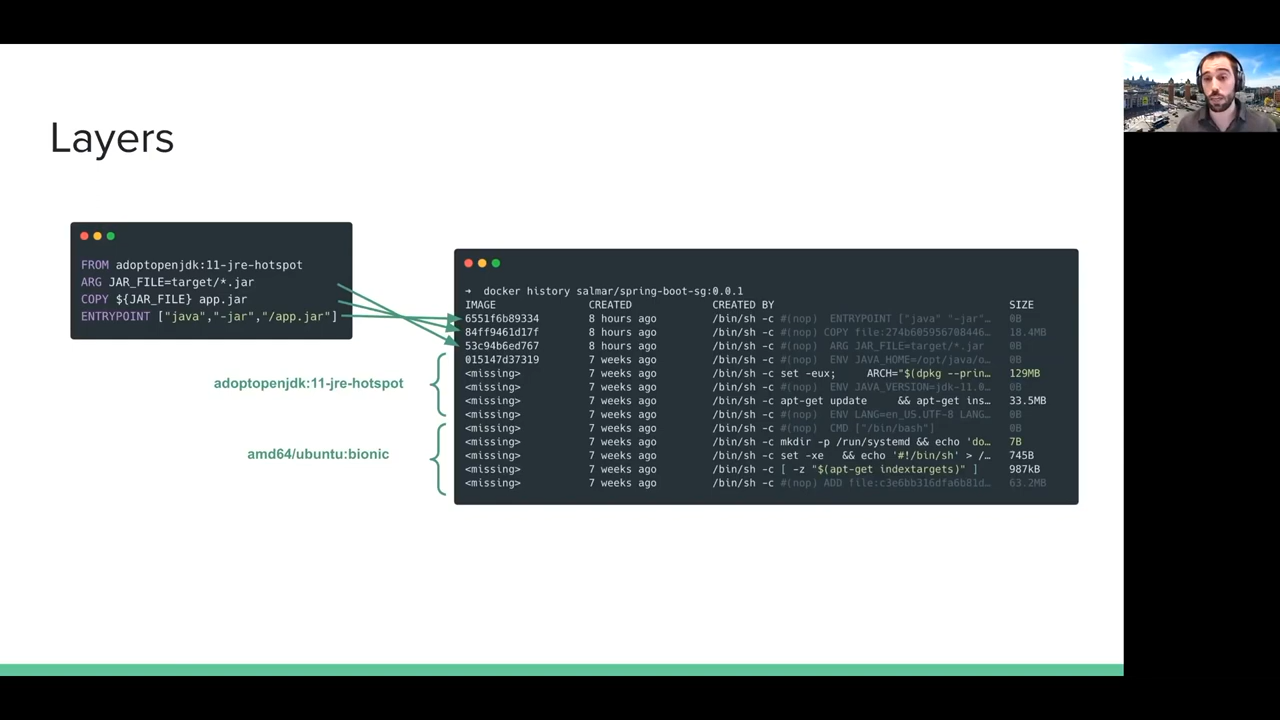 Layers
FROM adoptopenjdk:11-jre-hotspot
ARG JAR_FILE=target/*.jar
COPY ${JAR_FILE} app.jar
ENTRYPOINT ["java","-jar","/app.jar"]
adoptopenjdk:11-jre-hotspot
amd64/ubuntu:bionic
➜ docker history salmar/spring-boot-sg:0.0.1
IMAGE CREATED CREATED BY SIZE
6551f6b89334 8 hours ago /bin/sh -c #(nop) ENTRYPOINT ["java" "-jar"… 0B
84ff9461d17f 8 hours ago /bin/sh -c #(nop) COPY file:274b605956708446… 18.4MB
53c94b6ed767 8 hours ago /bin/sh -c #(nop) ARG JAR_FILE=target/*.jar 0B
015147d37319 7 weeks ago /bin/sh -c #(nop) ENV JAVA_HOME=/opt/java/o… 0B
<missing> 7 weeks ago /bin/sh -c set -eux; ARCH="$(dpkg --prin… 129MB
<missing> 7 weeks ago /bin/sh -c #(nop) ENV JAVA_VERSION=jdk-11.0… 0B
<missing> 7 weeks ago /bin/sh -c apt-get update && apt-get ins… 33.5MB
<missing> 7 weeks ago /bin/sh -c #(nop) ENV LANG=en_US.UTF-8 LANG… 0B
<missing> 7 weeks ago /bin/sh -c #(nop) CMD ["/bin/bash"] 0B
<missing> 7 weeks ago /bin/sh -c mkdir -p /run/systemd && echo 'do… 7B
<missing> 7 weeks ago /bin/sh -c set -xe && echo '#!/bin/sh' > /… 745B
<missing> 7 weeks ago /bin/sh -c [ -z "$(apt-get indextargets)" ] 987kB
<missing> 7 weeks ago /bin/sh -c #(nop) ADD file:c3e6bb316dfa6b81d… 63.2MB